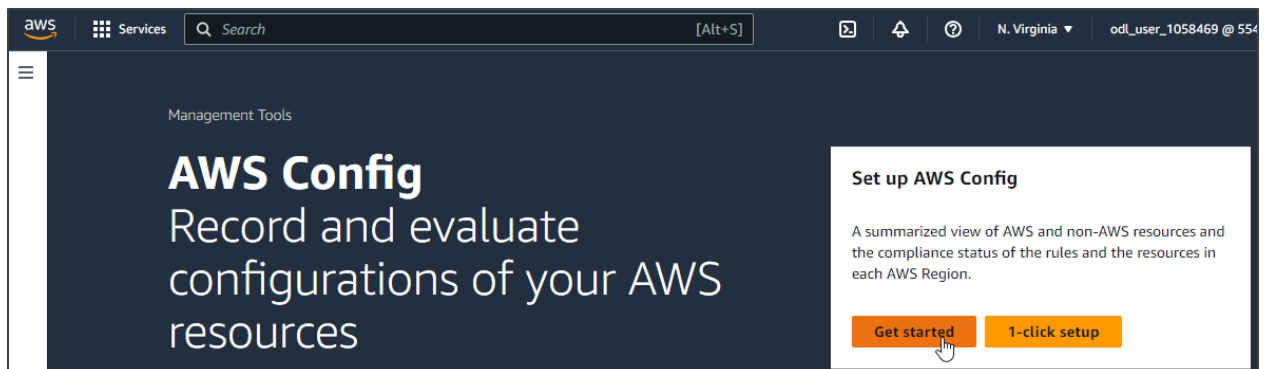 aws Services Search [Alt+S] N. Virginia ▼ odl_user_1058469 @ 554
Management Tools
AWS Config
Record and evaluate
configurations of your AWS
resources
Set up AWS Config
A summarized view of AWS and non-AWS resources and
the compliance status of the rules and the resources in
each AWS Region.
Get started 1-click setup